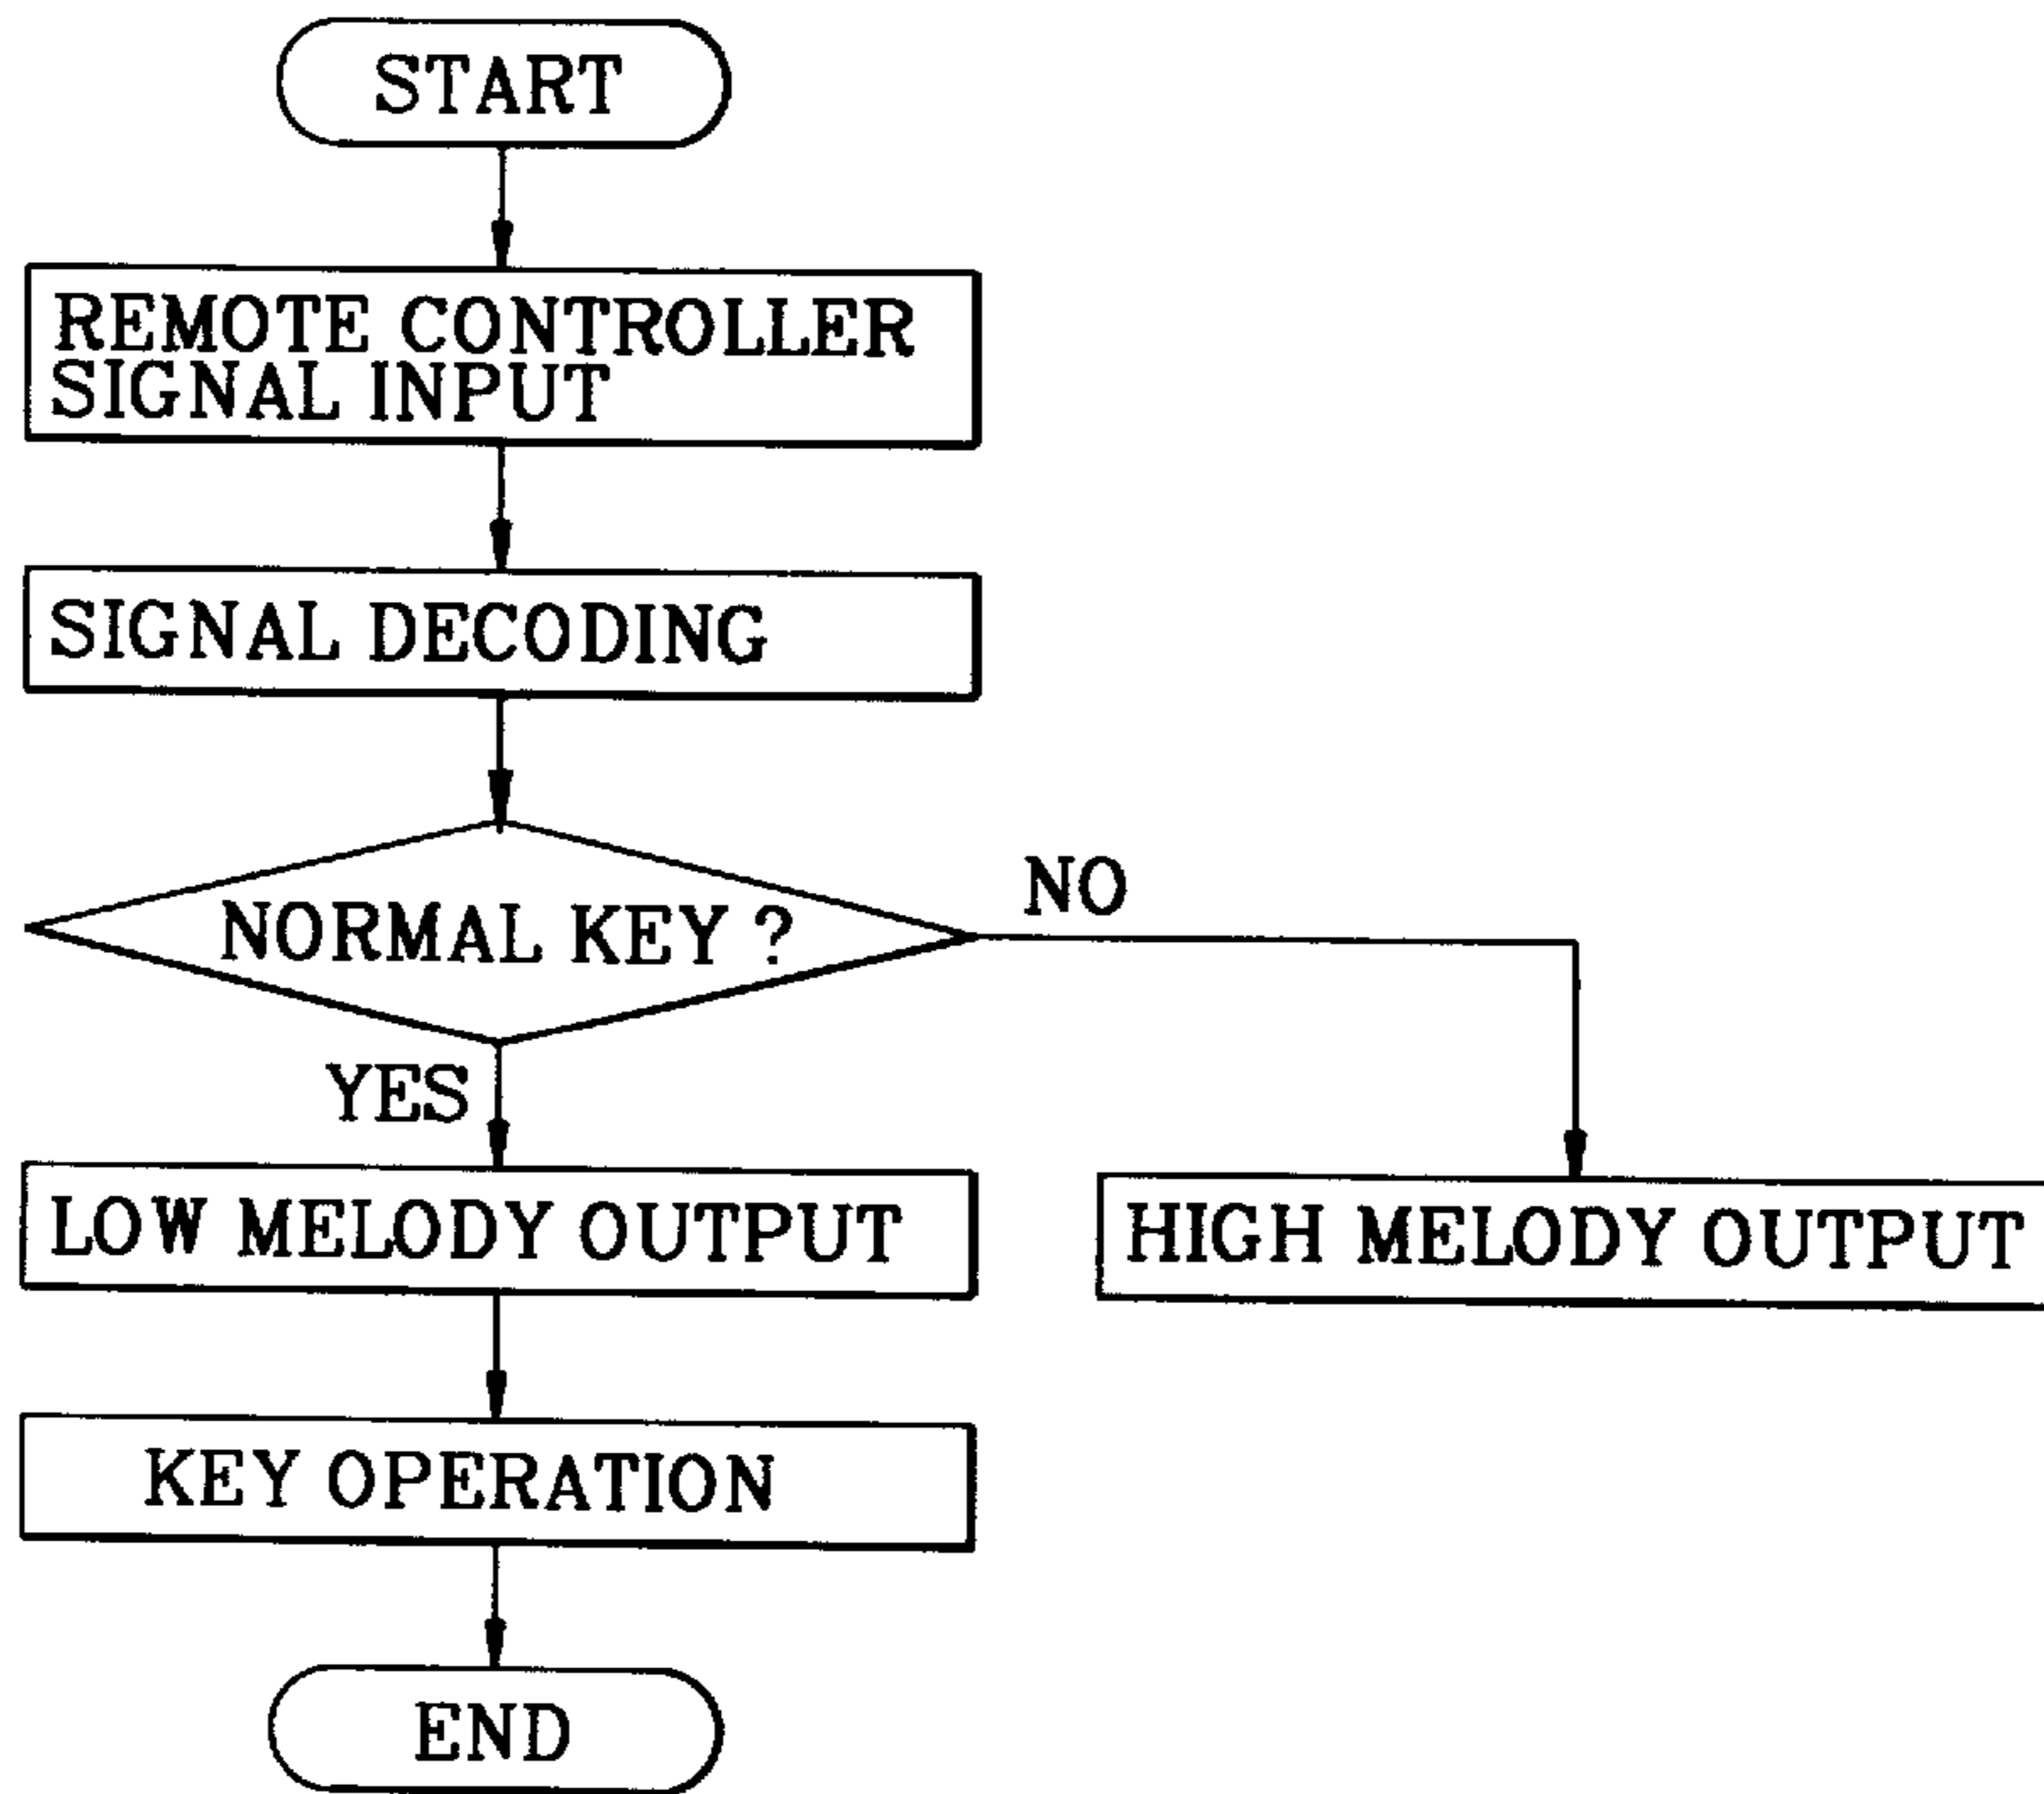 START
REMOTE CONTROLLER
SIGNAL INPUT
SIGNAL DECODING
NORMAL KEY ?
NO
YES
LOW MELODY OUTPUT
HIGH MELODY OUTPUT
KEY OPERATION
END